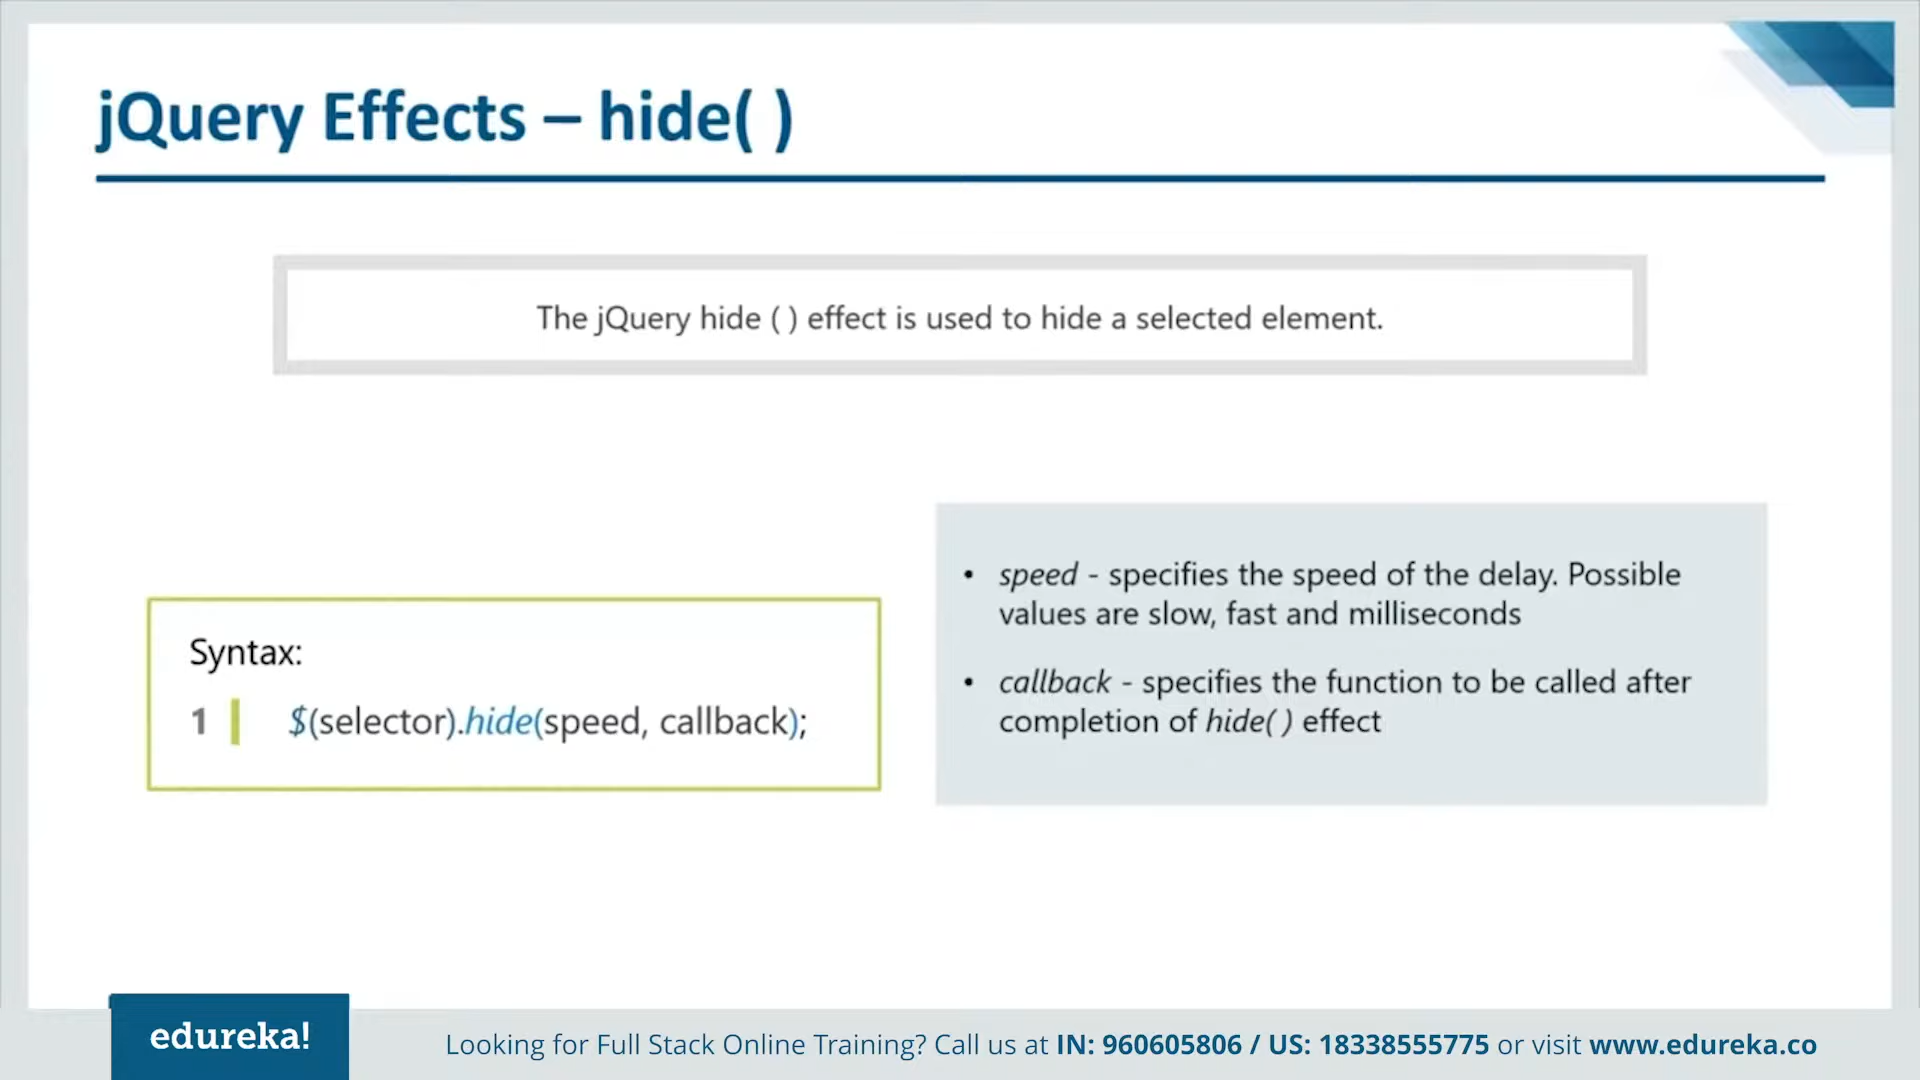 jQuery Effects – hide( )
The jQuery hide ( ) effect is used to hide a selected element.
Syntax:
1 $(selector).hide(speed, callback);
• speed - specifies the speed of the delay. Possible
values are slow, fast and milliseconds
• callback - specifies the function to be called after
completion of hide( ) effect
edureka!
Looking for Full Stack Online Training? Call us at IN: 960605806 / US: 18338555775 or visit www.edureka.co